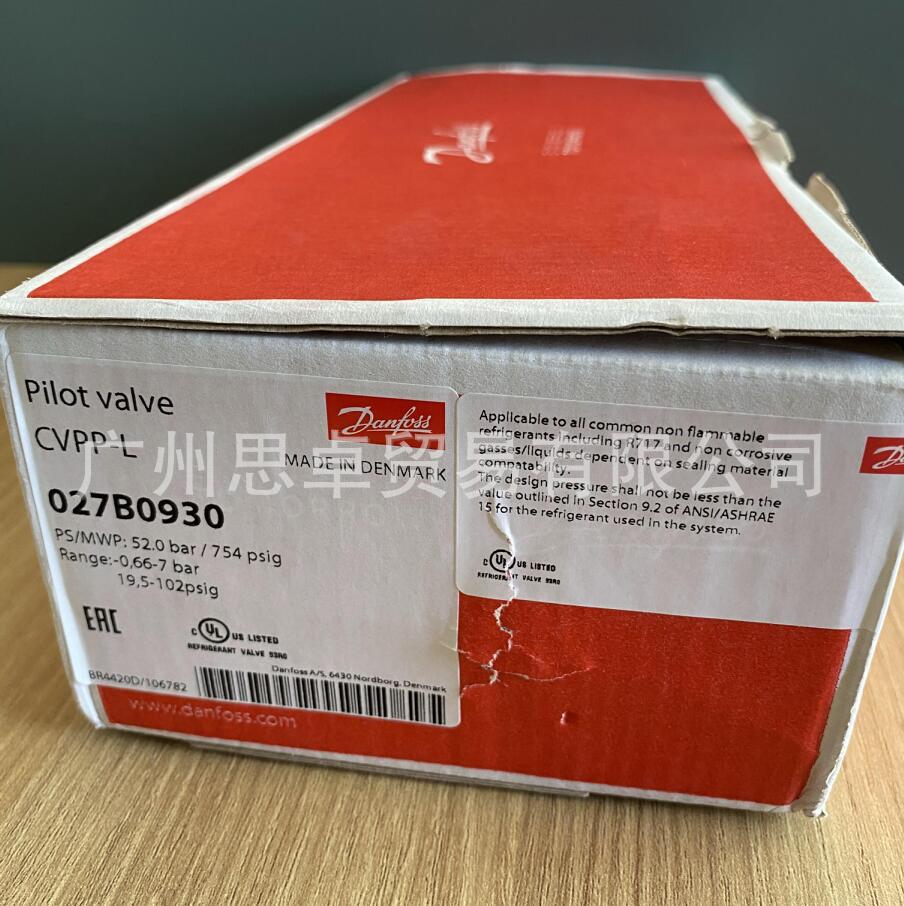 Danfoss
Pilot valve
CVPP-L
Danfoss
MADE IN DENMARK
027B0930
PS/MWP: 52.0 bar / 754 psig
Range:-0,66-7 bar
19,5-102psig
EAC
c UL US LISTED
REFRIGERANT VALVE 93R0
Danfoss A/S, 6430 Nordborg, Denmark
BR4420D/106782
www.danfoss.com
Applicable to all common non flammable
refrigerants including R717 and non corrosive
gasses/liquids dependent on sealing material
compatability.
The design pressure shall not be less than the
value outlined in Section 9.2 of ANSI/ASHRAE
15 for the refrigerant used in the system.
c UL US LISTED
REFRIGERANT VALVE 93R0
广州思卓贸易有限公司